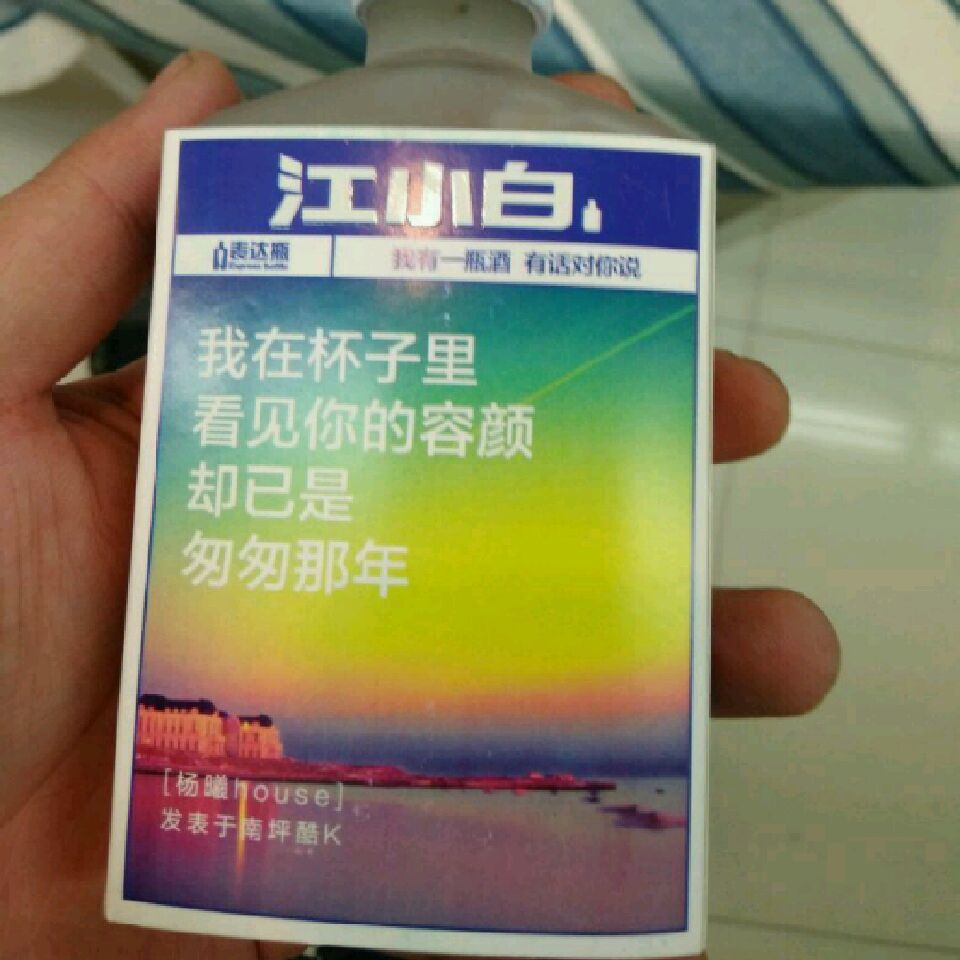 江小白
表达瓶
Express bottle
我有一瓶酒 有话对你说
我在杯子里
看见你的容颜
却已是
匆匆那年
[杨曦house]
发表于南坪酷K